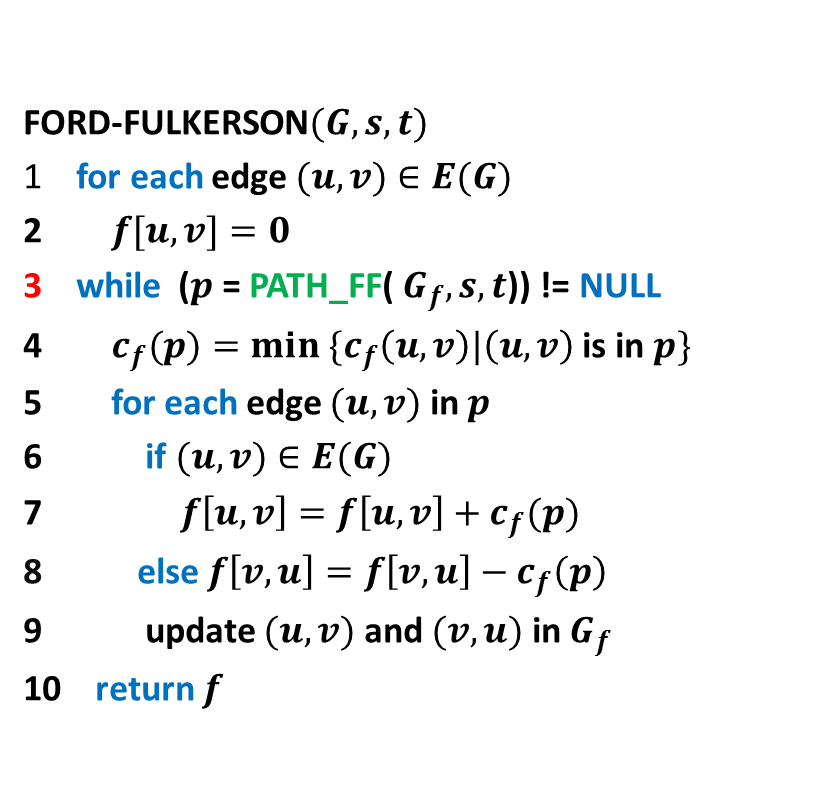 FORD-FULKERSON(G, s, t)
1 for each edge (u, v) ∈ E(G)
2 f[u, v] = 0
3 while (p = PATH_FF( G_f, s, t)) != NULL
4 c_f(p) = min {c_f(u, v)|(u, v) is in p}
5 for each edge (u, v) in p
6 if (u, v) ∈ E(G)
7 f[u, v] = f[u, v] + c_f(p)
8 else f[v, u] = f[v, u] − c_f(p)
9 update (u, v) and (v, u) in G_f
10 return f